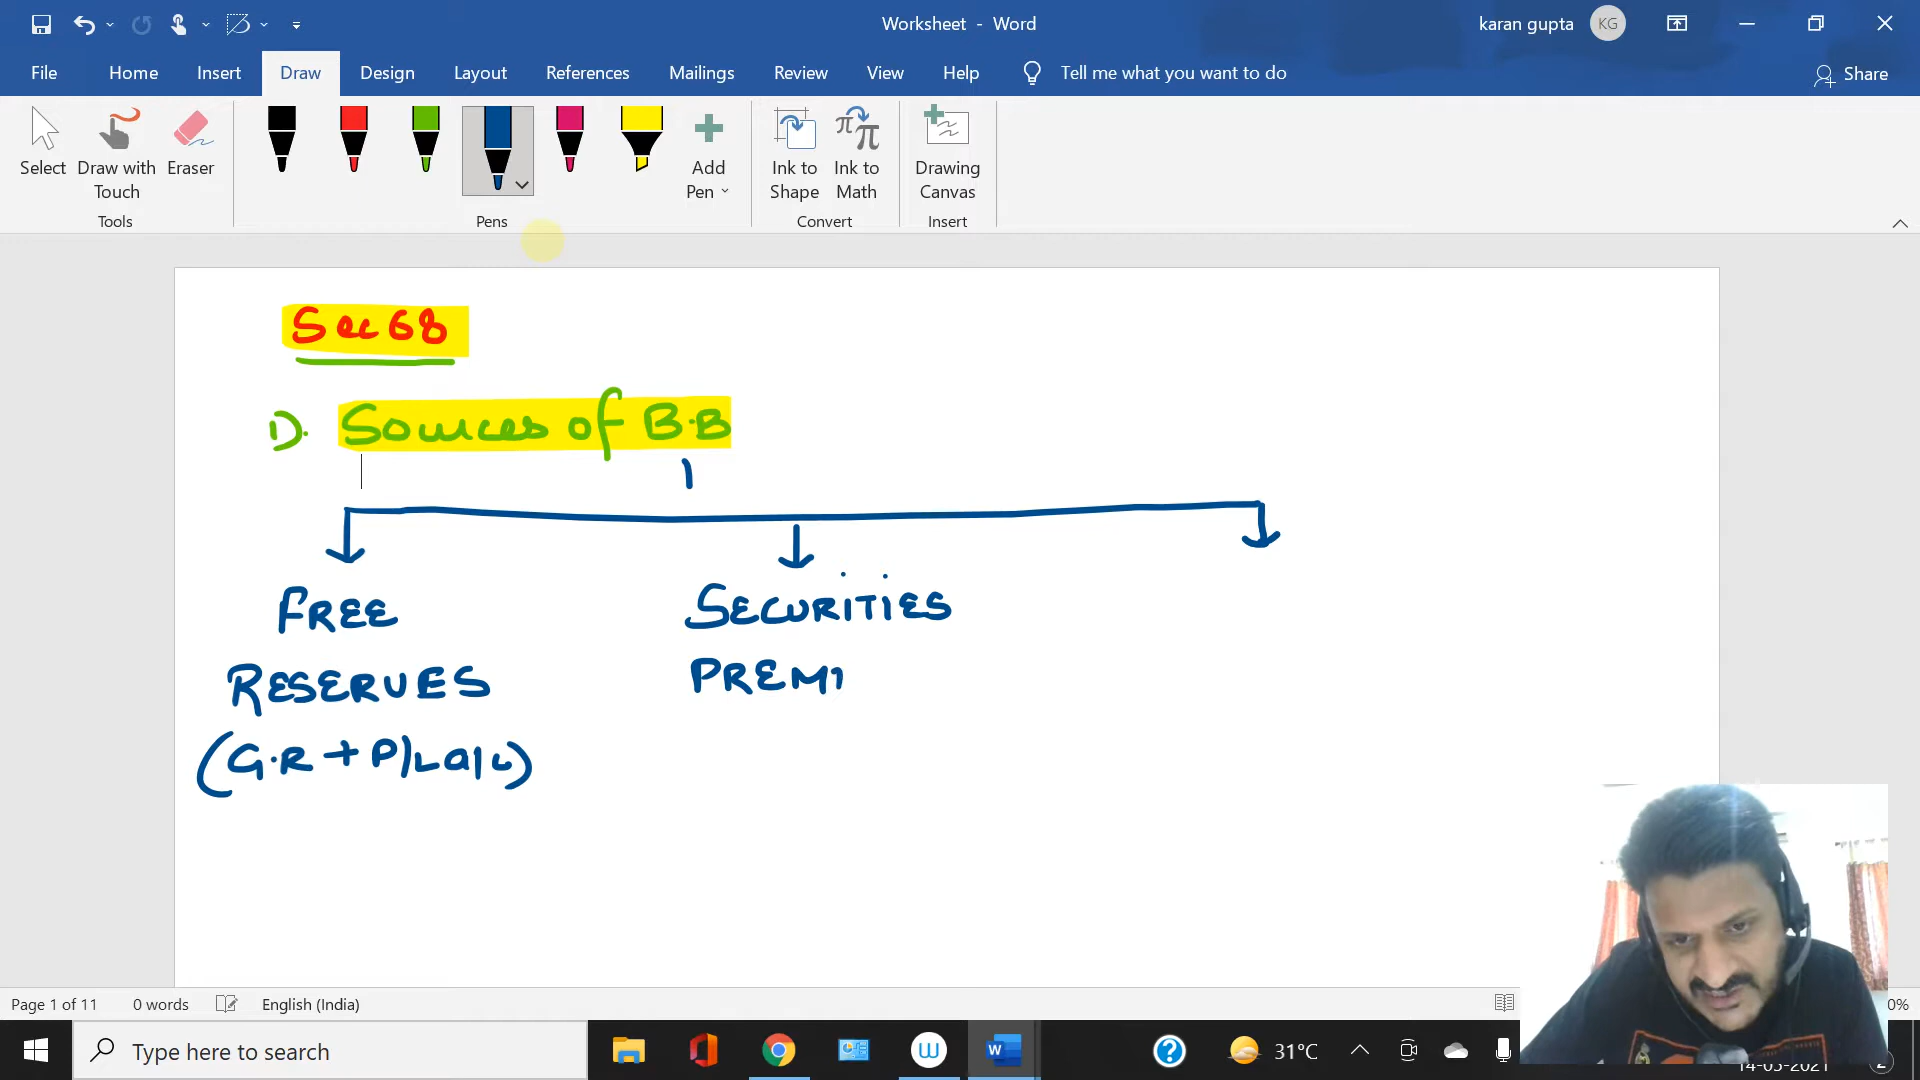 Worksheet - Word
karan gupta KG
File Home Insert Draw Design Layout References Mailings Review View Help Tell me what you want to do Share
Select Draw with Touch Eraser
Add Pen
Ink to Shape Ink to Math
Drawing Canvas
Tools Pens Convert Insert
Sec 68
D. Sources of B.B
FREE SECURITIES
RESERVES PREMI
(G.R + P/L a/c)
Page 1 of 11 0 words English (India)
0%
Type here to search
31°C